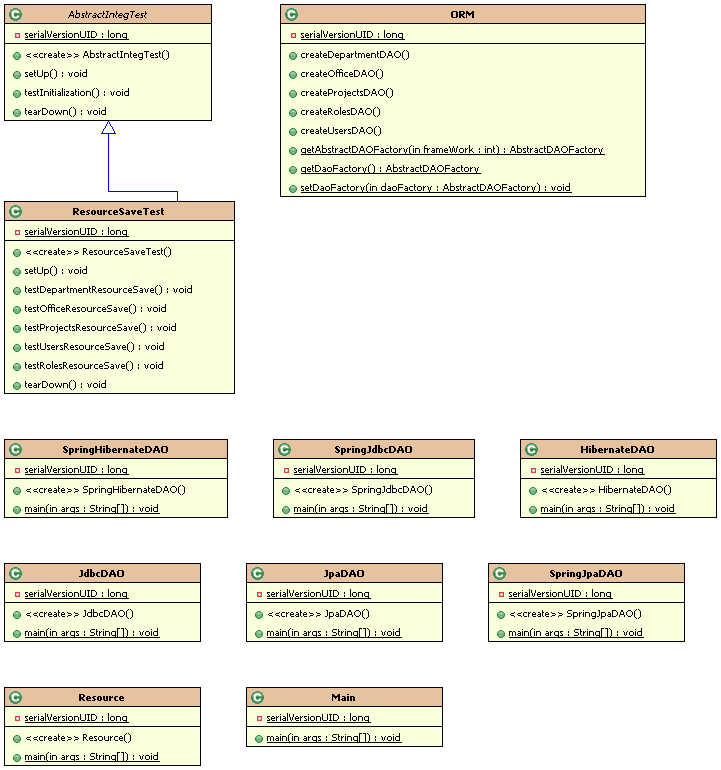 AbstractIntegTest
serialVersionUID : long
<<create>> AbstractIntegTest()
setUp() : void
testInitialization() : void
tearDown() : void
ORM
serialVersionUID : long
createDepartmentDAO()
createOfficeDAO()
createProjectsDAO()
createRolesDAO()
createUsersDAO()
getAbstractDAOFactory(in frameWork : int) : AbstractDAOFactory
getDaoFactory() : AbstractDAOFactory
setDaoFactory(in daoFactory : AbstractDAOFactory) : void
ResourceSaveTest
serialVersionUID : long
<<create>> ResourceSaveTest()
setUp() : void
testDepartmentResourceSave() : void
testOfficeResourceSave() : void
testProjectsResourceSave() : void
testUsersResourceSave() : void
testRolesResourceSave() : void
tearDown() : void
SpringHibernateDAO
serialVersionUID : long
<<create>> SpringHibernateDAO()
main(in args : String[]) : void
SpringJdbcDAO
serialVersionUID : long
<<create>> SpringJdbcDAO()
main(in args : String[]) : void
HibernateDAO
serialVersionUID : long
<<create>> HibernateDAO()
main(in args : String[]) : void
JdbcDAO
serialVersionUID : long
<<create>> JdbcDAO()
main(in args : String[]) : void
JpaDAO
serialVersionUID : long
<<create>> JpaDAO()
main(in args : String[]) : void
SpringJpaDAO
serialVersionUID : long
<<create>> SpringJpaDAO()
main(in args : String[]) : void
Resource
serialVersionUID : long
<<create>> Resource()
main(in args : String[]) : void
Main
serialVersionUID : long
main(in args : String[]) : void